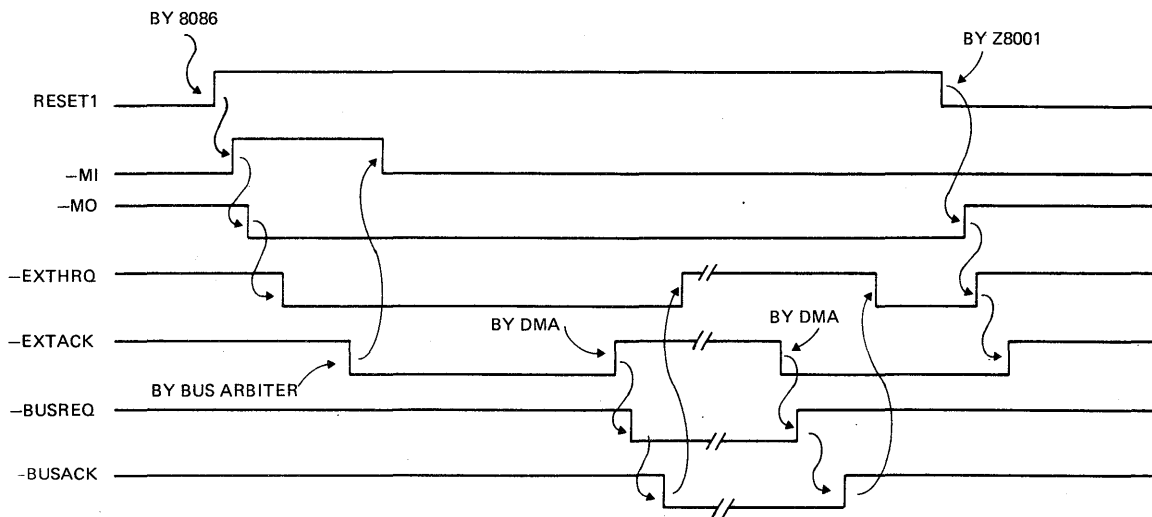 BY 8086
BY Z8001
RESET1
—MI
—MO
—EXTHRQ
BY DMA
BY DMA
—EXTACK
BY BUS ARBITER
—BUSREQ
-BUSACK